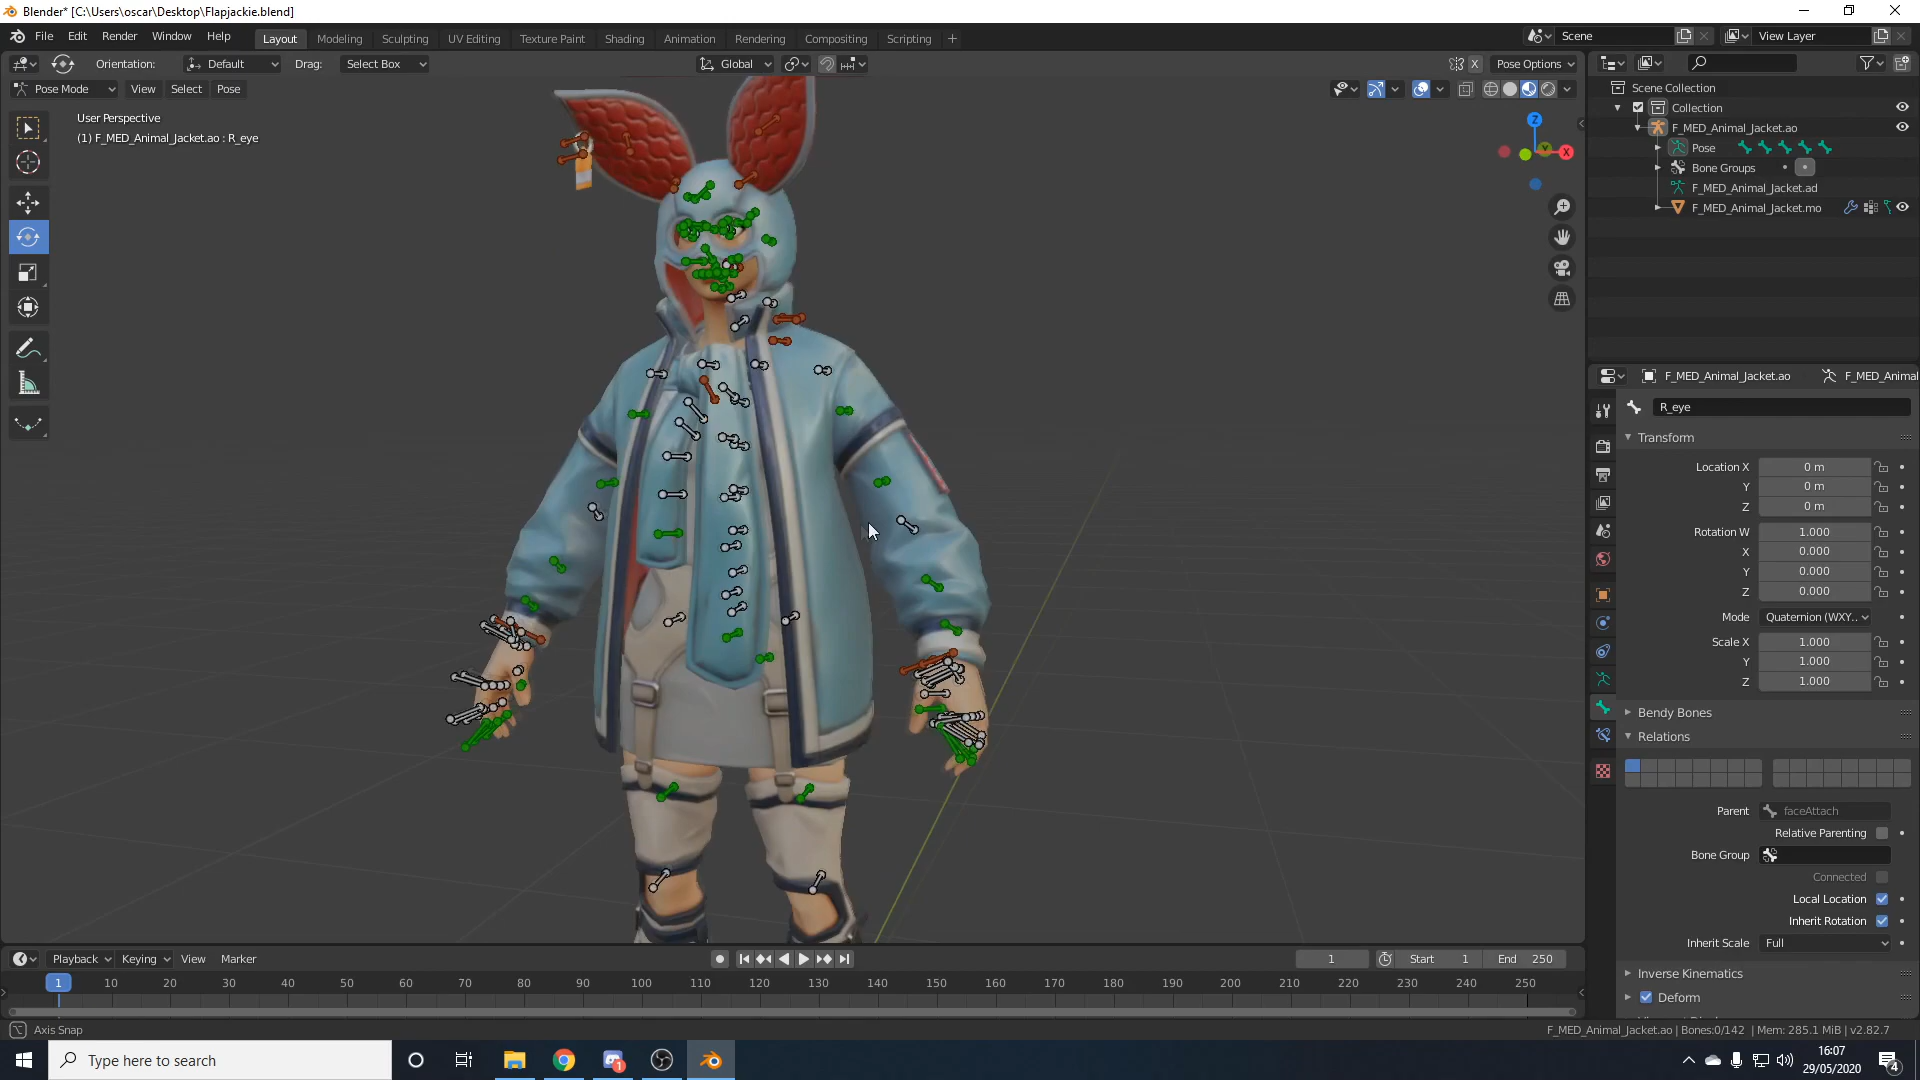 Blender* [C:\Users\oscar\Desktop\Flapjackie.blend]
File Edit Render Window Help
Layout Modeling Sculpting UV Editing Texture Paint Shading Animation Rendering Compositing Scripting +
Scene
View Layer
Orientation: Default Drag: Select Box
Global
X Pose Options
Pose Mode View Select Pose
User Perspective
(1) F_MED_Animal_Jacket.ao : R_eye
Z
Y
X
Scene Collection
Collection
F_MED_Animal_Jacket.ao
Pose
Bone Groups
F_MED_Animal_Jacket.ad
F_MED_Animal_Jacket.mo
F_MED_Animal_Jacket.ao F_MED_Animal
R_eye
Transform
Location X 0 m
Y 0 m
Z 0 m
Rotation W 1.000
X 0.000
Y 0.000
Z 0.000
Mode Quaternion (WXY..
Scale X 1.000
Y 1.000
Z 1.000
Bendy Bones
Relations
Parent faceAttach
Relative Parenting
Bone Group
Connected
Local Location
Inherit Rotation
Inherit Scale Full
Inverse Kinematics
Deform
Playback Keying View Marker
1 Start 1 End 250
1 10 20 30 40 50 60 70 80 90 100 110 120 130 140 150 160 170 180 190 200 210 220 230 240 250
Axis Snap
F_MED_Animal_Jacket.ao | Bones:0/142 | Mem: 285.1 MiB | v2.82.7
Type here to search
1
16:07
29/05/2020
4